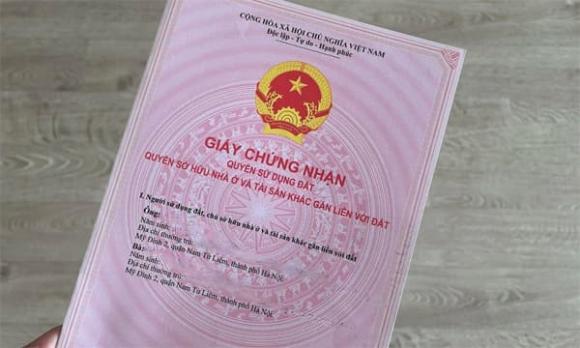 CỘNG HÒA XÃ HỘI CHỦ NGHĨA VIỆT NAM
Độc lập - Tự do - Hạnh phúc
GIẤY CHỨNG NHẬN
QUYỀN SỬ DỤNG ĐẤT
QUYỀN SỞ HỮU NHÀ Ở VÀ TÀI SẢN KHÁC GẮN LIỀN VỚI ĐẤT
I. Người sử dụng đất, chủ sở hữu nhà ở và tài sản khác gắn liền với đất
Ông:
Năm sinh:
Địa chỉ thường trú:
Mỹ Đình 2, quận Nam Từ Liêm, thành phố Hà Nội
Bà:
Năm sinh:
Địa chỉ thường trú:
Mỹ Đình 2, quận Nam Từ Liêm, thành phố Hà Nội